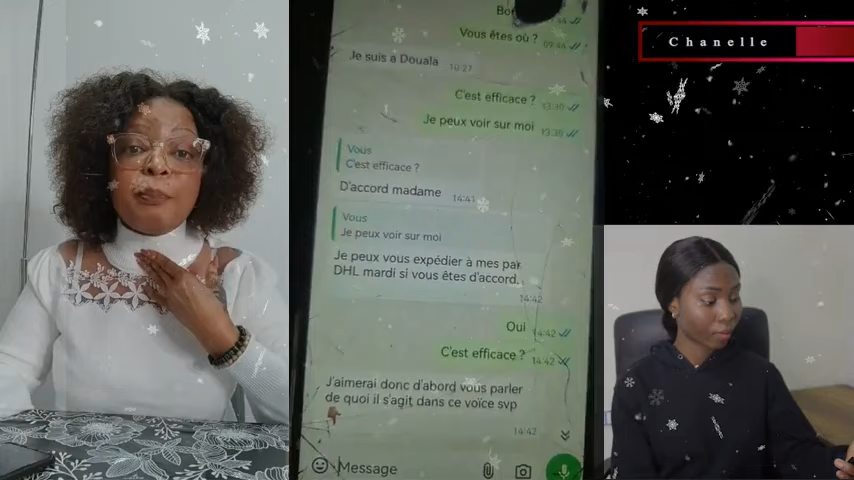 Bo
Vous êtes où ?
09:46
Je suis a Douala
10:27
C'est efficace ?
13:39
Je peux voir sur moi
13:39
Vous
C'est efficace ?
D'accord madame
14:41
Vous
Je peux voir sur moi
Je peux vous expédier à mes par
DHL mardi si vous êtes d'accord.
14:42
Oui
14:42
C'est efficace ?
14:42
J'aimerai donc d'abord vous parler
de quoi il s'agit dans ce voice svp
14:42
Message
Chanelle